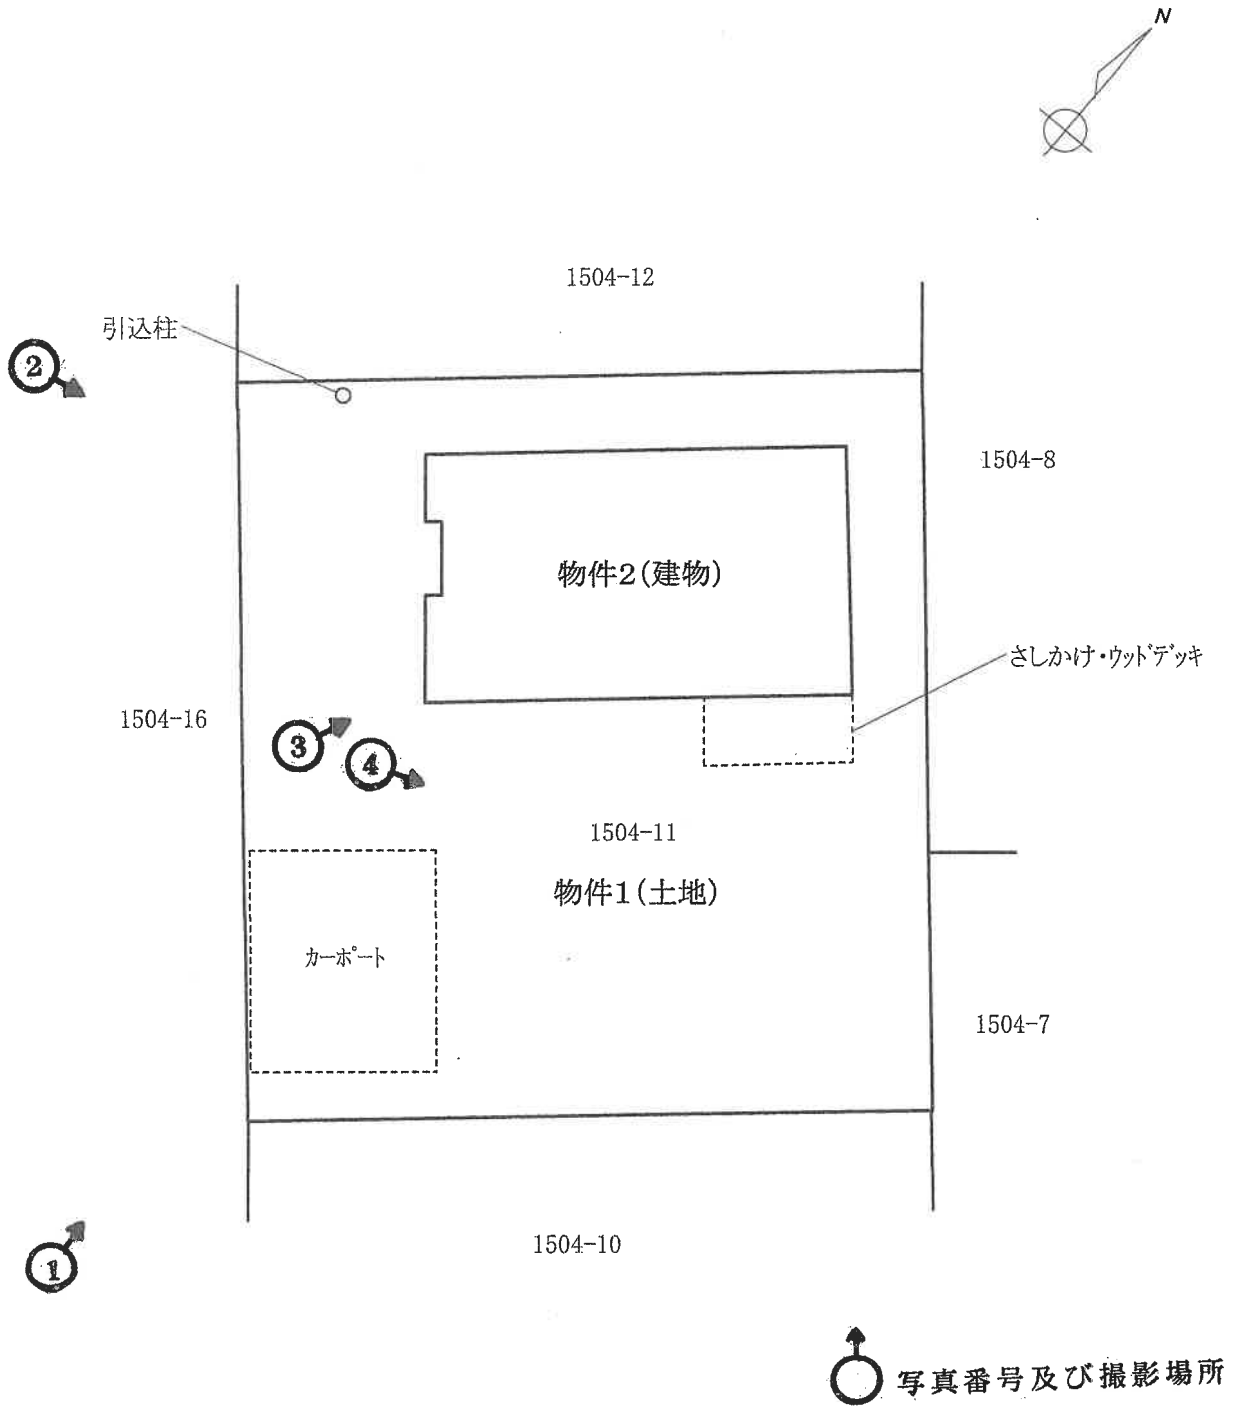 N
1504-12
引込柱
②
1504-8
物件2(建物)
さしかけ・ウッドデッキ
1504-16
③
④
1504-11
物件1(土地)
カーポート
1504-7
1504-10
①
写真番号及び撮影場所